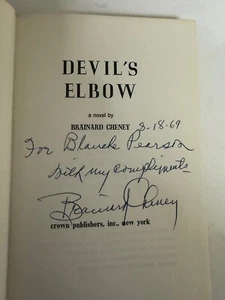 DEVIL'S
ELBOW
a novel by
BRAINARD CHENEY 3-18-69
For Blanche Pearson
with my compliments
Brainard Cheney
crown publishers, inc., new york